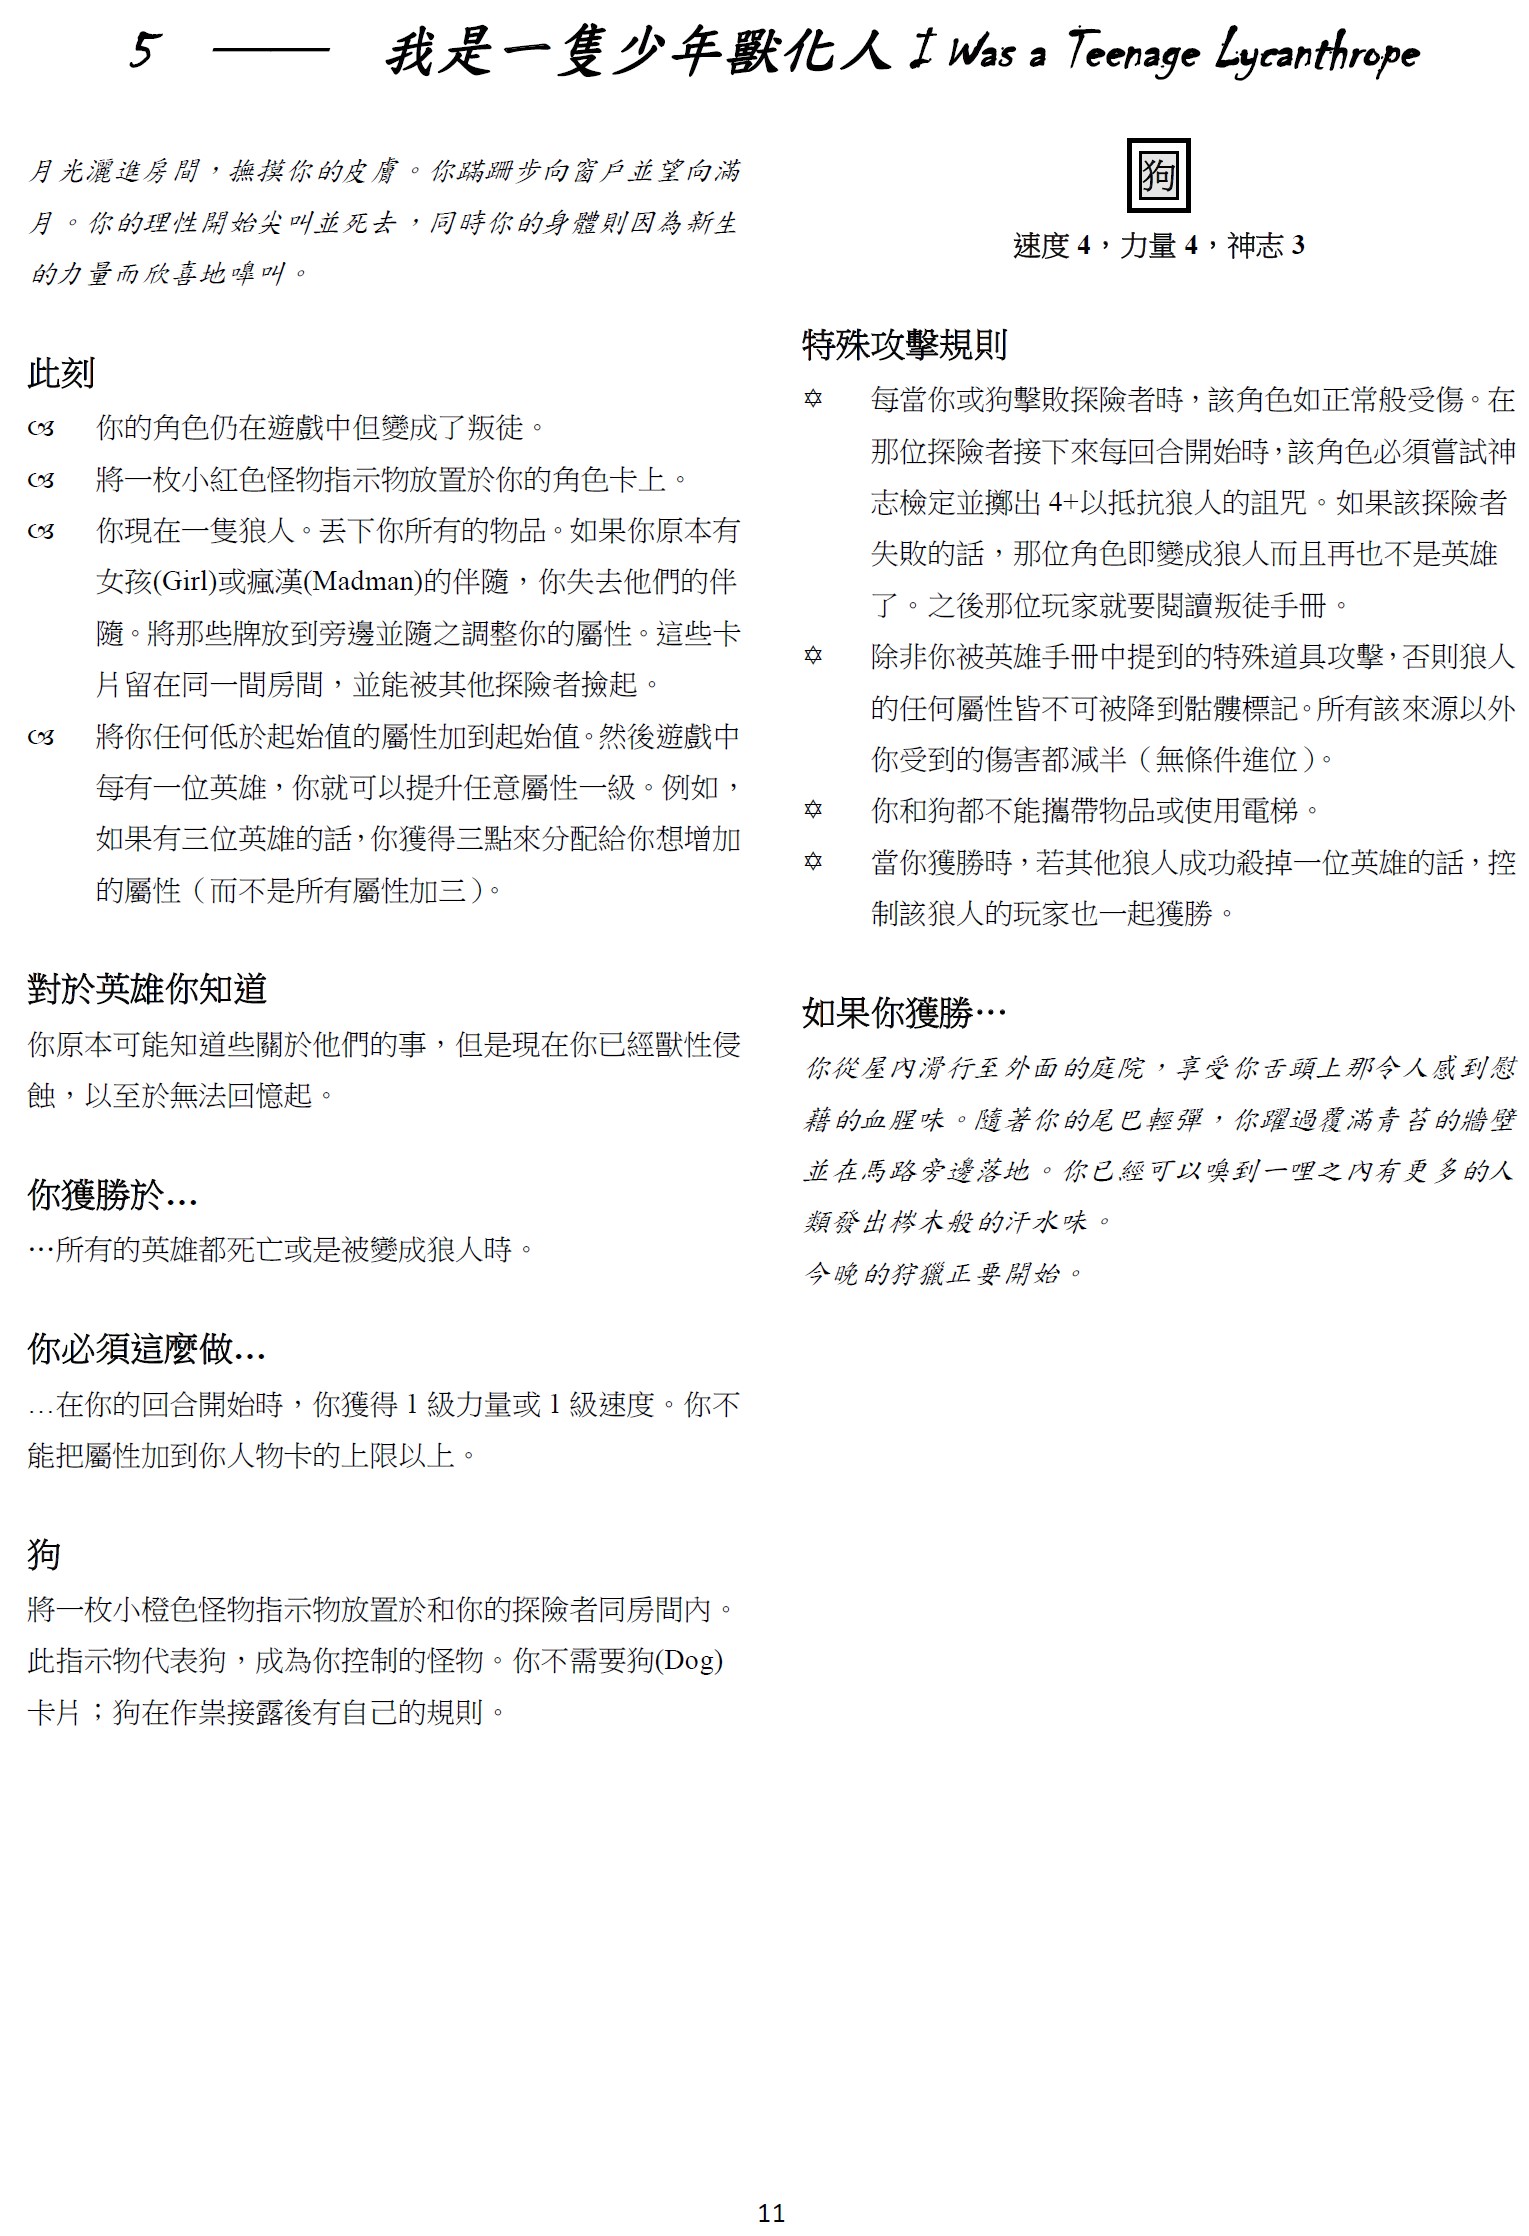 5 —— 我是一隻少年獸化人 I Was a Teenage Lycanthrope
月光灑進房間，撫摸你的皮膚。你蹣跚步向窗戶並望向滿
月。你的理性開始尖叫並死去，同時你的身體則因為新生
的力量而欣喜地嗥叫。
此刻
你的角色仍在遊戲中但變成了叛徒。
將一枚小紅色怪物指示物放置於你的角色卡上。
你現在一隻狼人。丟下你所有的物品。如果你原本有
女孩(Girl)或瘋漢(Madman)的伴隨，你失去他們的伴
隨。將那些牌放到旁邊並隨之調整你的屬性。這些卡
片留在同一間房間，並能被其他探險者撿起。
將你任何低於起始值的屬性加到起始值。然後遊戲中
每有一位英雄，你就可以提升任意屬性一級。例如，
如果有三位英雄的話，你獲得三點來分配給你想增加
的屬性（而不是所有屬性加三）。
對於英雄你知道
你原本可能知道些關於他們的事，但是現在你已經獸性侵
蝕，以至於無法回憶起。
你獲勝於…
…所有的英雄都死亡或是被變成狼人時。
你必須這麼做…
…在你的回合開始時，你獲得 1 級力量或 1 級速度。你不
能把屬性加到你人物卡的上限以上。
狗
將一枚小橙色怪物指示物放置於和你的探險者同房間內。
此指示物代表狗，成為你控制的怪物。你不需要狗(Dog)
卡片；狗在作祟接露後有自己的規則。
狗
速度 4，力量 4，神志 3
特殊攻擊規則
✡ 每當你或狗擊敗探險者時，該角色如正常般受傷。在
那位探險者接下來每回合開始時，該角色必須嘗試神
志檢定並擲出 4+以抵抗狼人的詛咒。如果該探險者
失敗的話，那位角色即變成狼人而且再也不是英雄
了。之後那位玩家就要閱讀叛徒手冊。
✡ 除非你被英雄手冊中提到的特殊道具攻擊，否則狼人
的任何屬性皆不可被降到骷髏標記。所有該來源以外
你受到的傷害都減半（無條件進位）。
✡ 你和狗都不能攜帶物品或使用電梯。
✡ 當你獲勝時，若其他狼人成功殺掉一位英雄的話，控
制該狼人的玩家也一起獲勝。
如果你獲勝…
你從屋內滑行至外面的庭院，享受你舌頭上那令人感到慰
藉的血腥味。隨著你的尾巴輕彈，你躍過覆滿青苔的牆壁
並在馬路旁邊落地。你已經可以嗅到一哩之內有更多的人
類發出梣木般的汗水味。
今晚的狩獵正要開始。
11